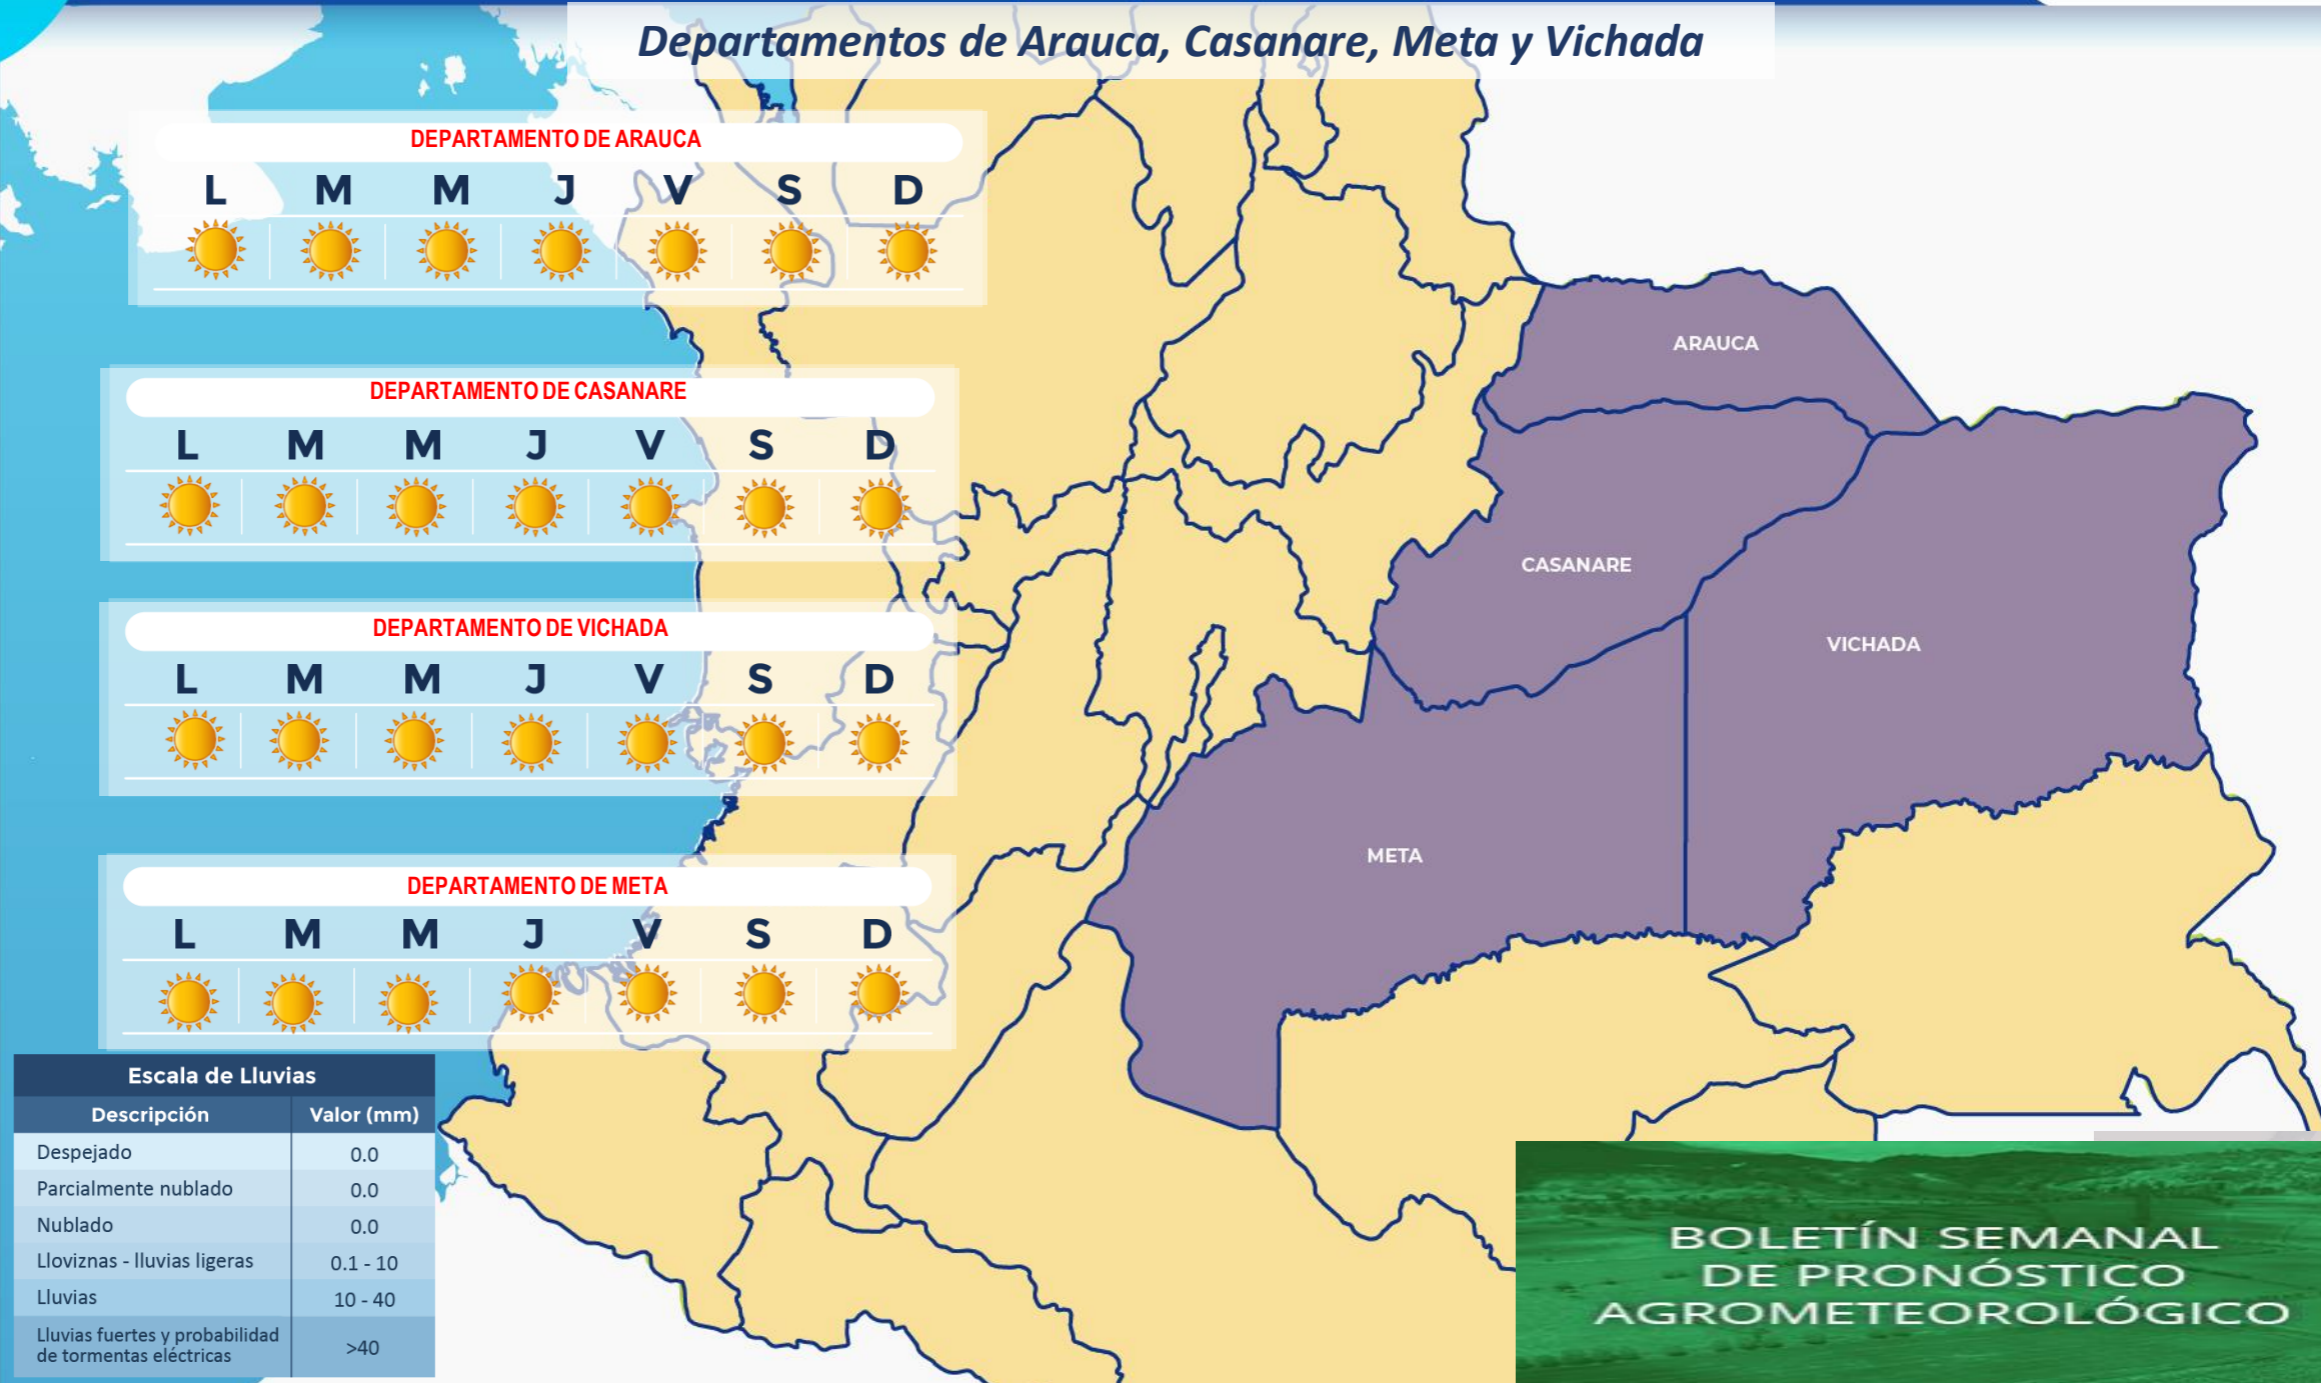 Departamentos de Arauca, Casanare, Meta y Vichada
DEPARTAMENTO DE ARAUCA
L M M J V S D
DEPARTAMENTO DE CASANARE
L M M J V S D
DEPARTAMENTO DE VICHADA
L M M J V S D
DEPARTAMENTO DE META
L M M J V S D
ARAUCA
CASANARE
VICHADA
META
Escala de Lluvias
Descripción Valor (mm)
Despejado 0.0
Parcialmente nublado 0.0
Nublado 0.0
Lloviznas - lluvias ligeras 0.1 - 10
Lluvias 10 - 40
Lluvias fuertes y probabilidad
de tormentas eléctricas >40
BOLETÍN SEMANAL
DE PRONÓSTICO
AGROMETEOROLÓGICO